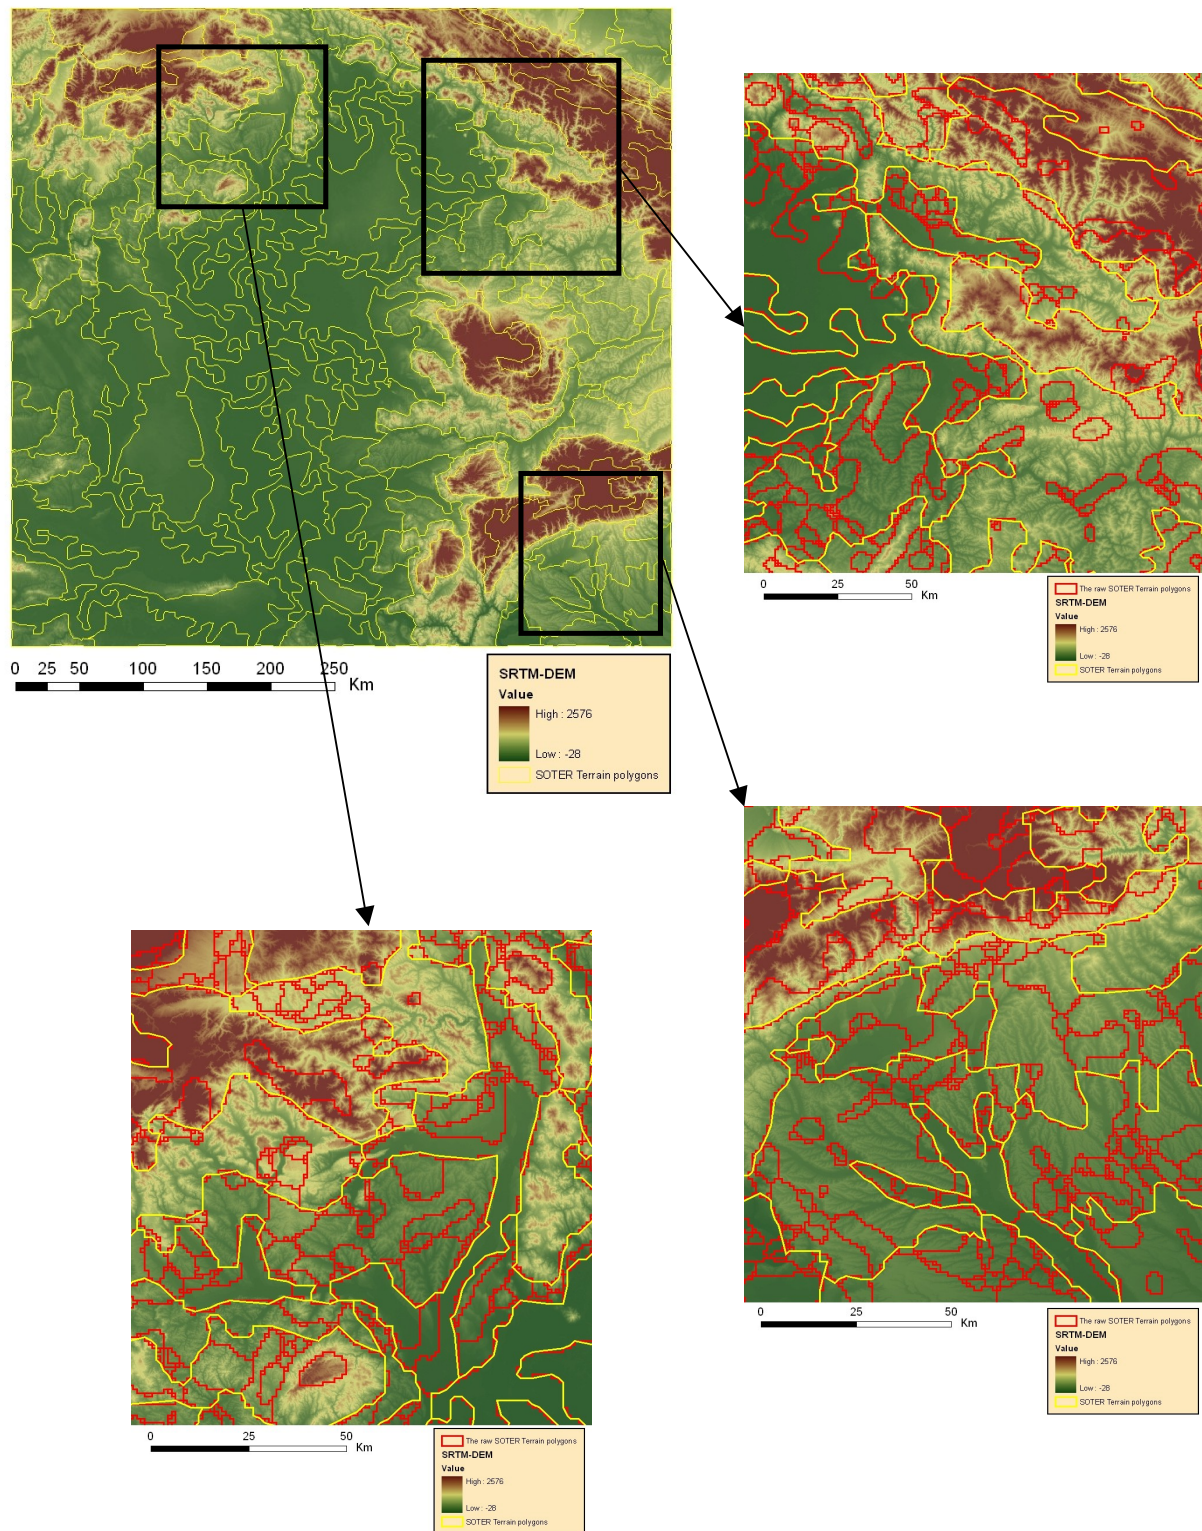 0 25 50 100 150 200 250
Km
SRTM-DEM
Value
High : 2576
Low : -28
SOTER Terrain polygons
0 25 50
Km
The raw SOTER Terrain polygons
SRTM-DEM
Value
High : 2576
Low : -28
SOTER Terrain polygons
0 25 50
Km
The raw SOTER Terrain polygons
SRTM-DEM
Value
High : 2576
Low : -28
SOTER Terrain polygons
0 25 50
Km
The raw SOTER Terrain polygons
SRTM-DEM
Value
High : 2576
Low : -28
SOTER Terrain polygons